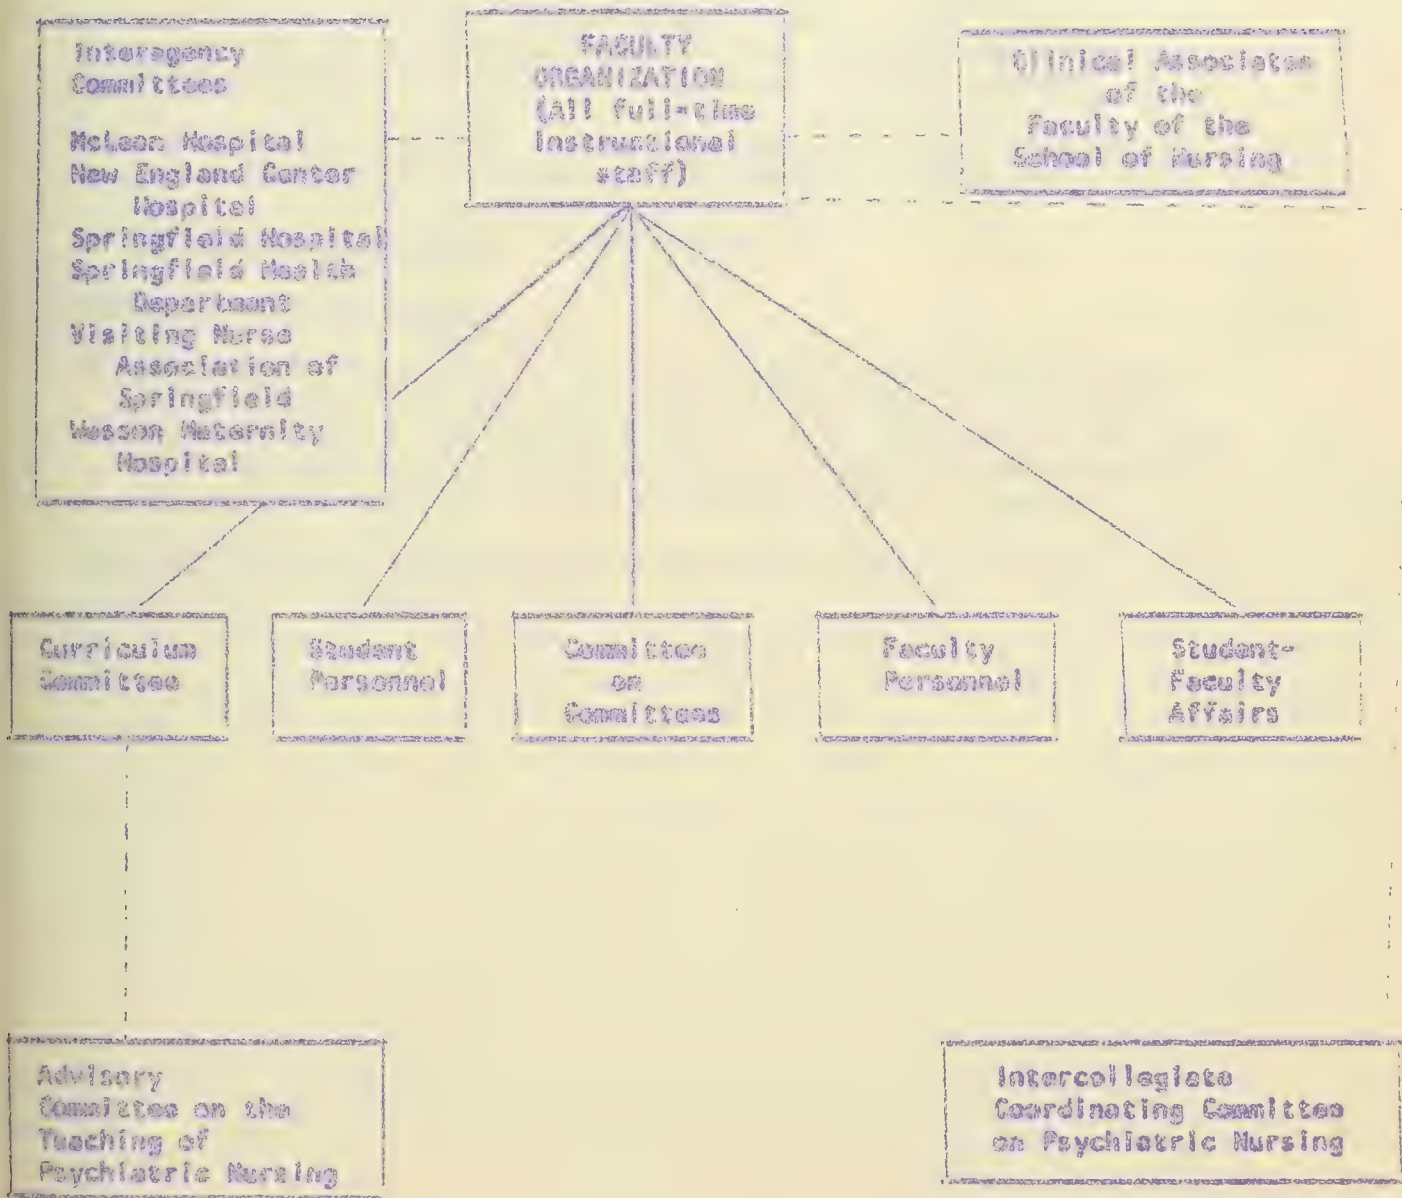 Interagency
Committees
McLean Hospital
New England Center
Hospital
Springfield Hospital
Springfield Health
Department
Visiting Nurse
Association of
Springfield
Wesson Maternity
Hospital
FACULTY
ORGANIZATION
(All full-time
instructional
staff)
Clinical Associates
of the
Faculty of the
School of Nursing
Curriculum
Committee
Student
Personnel
Committee
on
Committees
Faculty
Personnel
Student-
Faculty
Affairs
Advisory
Committee on the
Teaching of
Psychiatric Nursing
Intercollegiate
Coordinating Committee
on Psychiatric Nursing